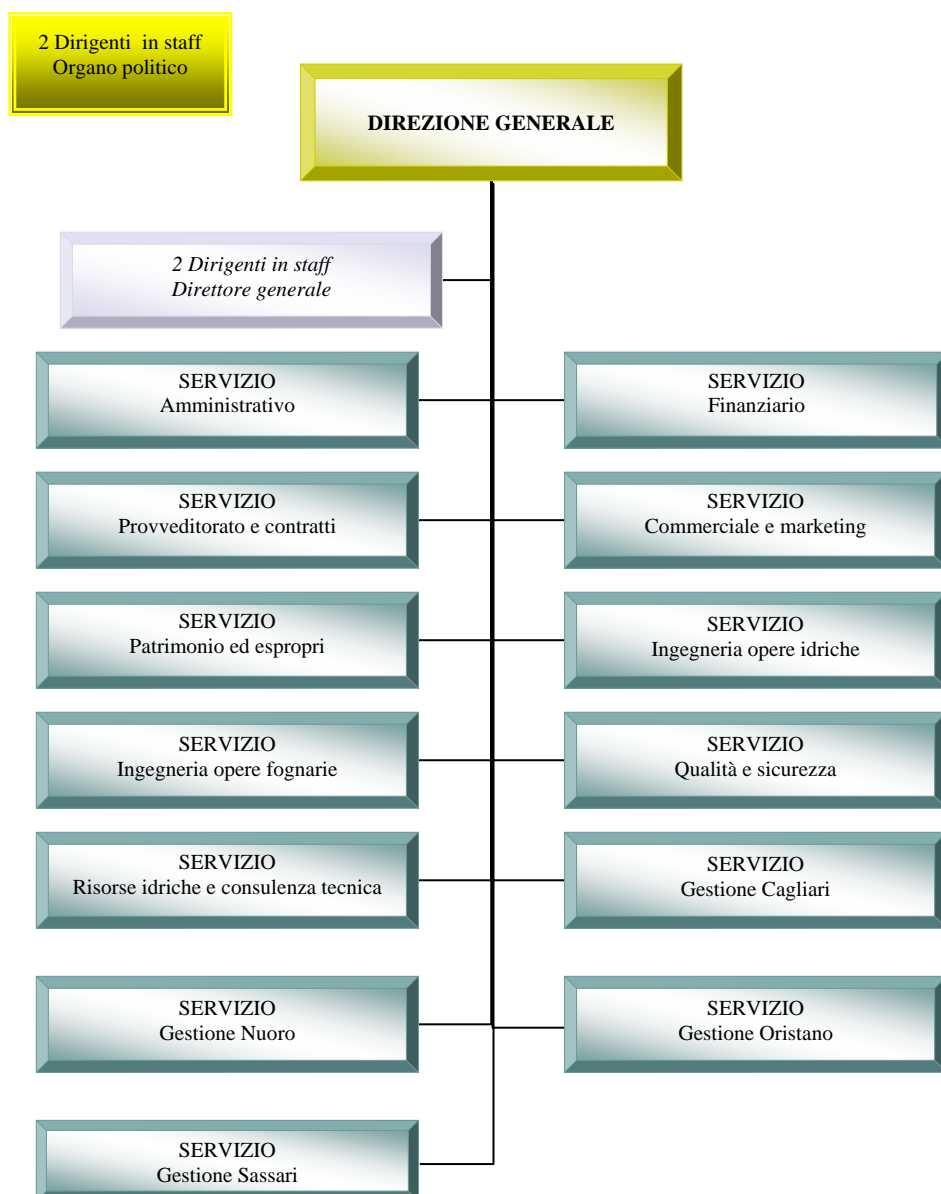 2 Dirigenti in staff
Organo politico
DIREZIONE GENERALE
2 Dirigenti in staff
Direttore generale
SERVIZIO
Amministrativo
SERVIZIO
Finanziario
SERVIZIO
Provveditorato e contratti
SERVIZIO
Commerciale e marketing
SERVIZIO
Patrimonio ed espropri
SERVIZIO
Ingegneria opere idriche
SERVIZIO
Ingegneria opere fognarie
SERVIZIO
Qualità e sicurezza
SERVIZIO
Risorse idriche e consulenza tecnica
SERVIZIO
Gestione Cagliari
SERVIZIO
Gestione Nuoro
SERVIZIO
Gestione Oristano
SERVIZIO
Gestione Sassari